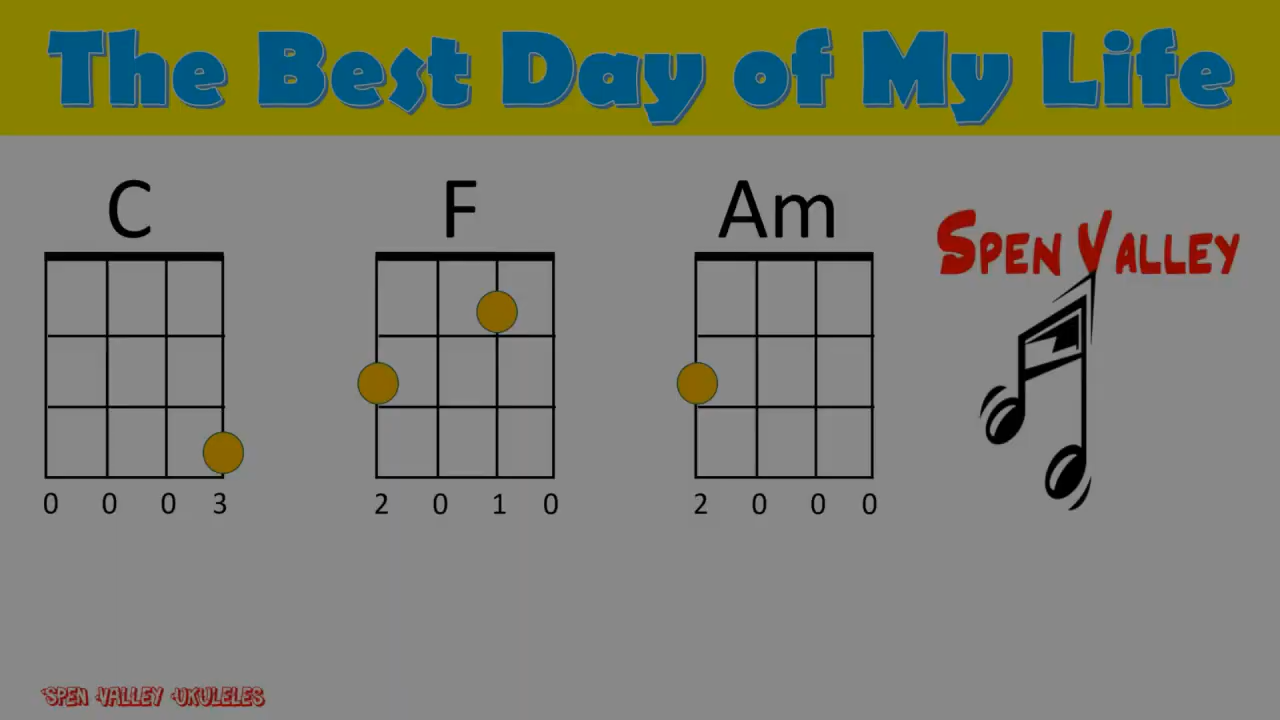 The Best Day of My Life
C F Am
SPEN VALLEY
0 0 0 3 2 0 1 0 2 0 0 0
SPEN VALLEY UKULELES